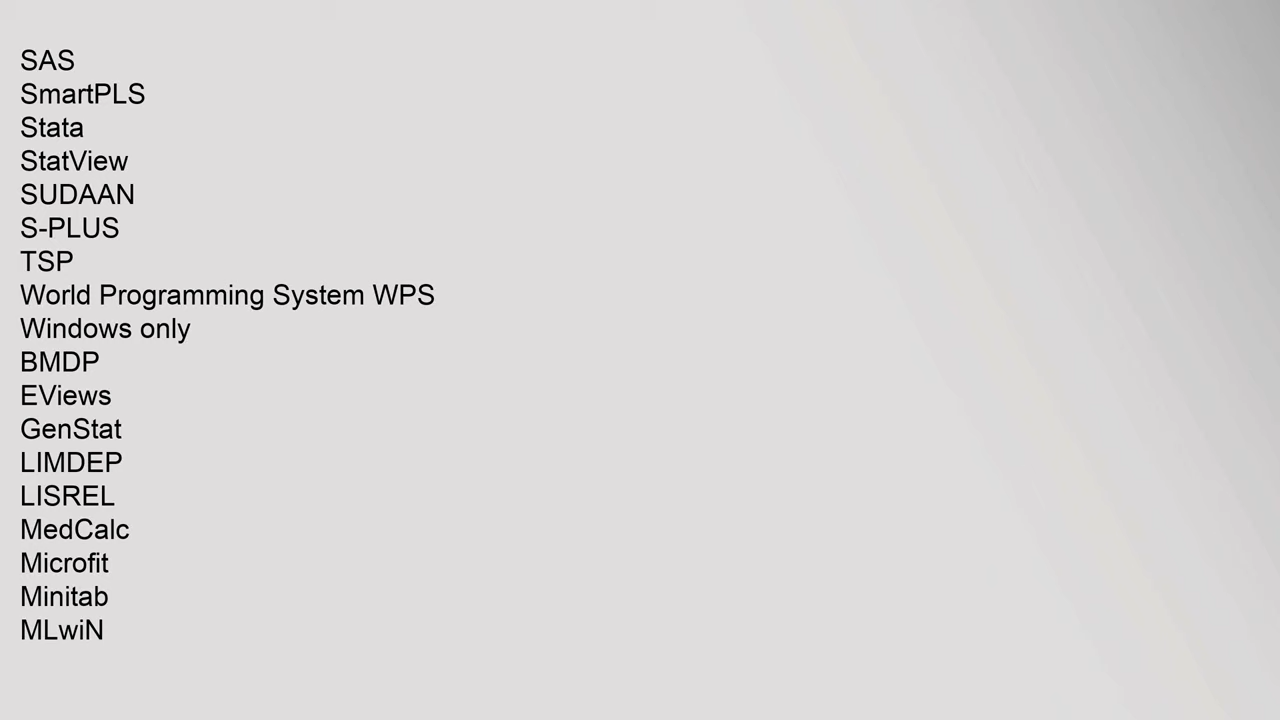 SAS
SmartPLS
Stata
StatView
SUDAAN
S-PLUS
TSP
World Programming System WPS
Windows only
BMDP
EViews
GenStat
LIMDEP
LISREL
MedCalc
Microfit
Minitab
MLwiN